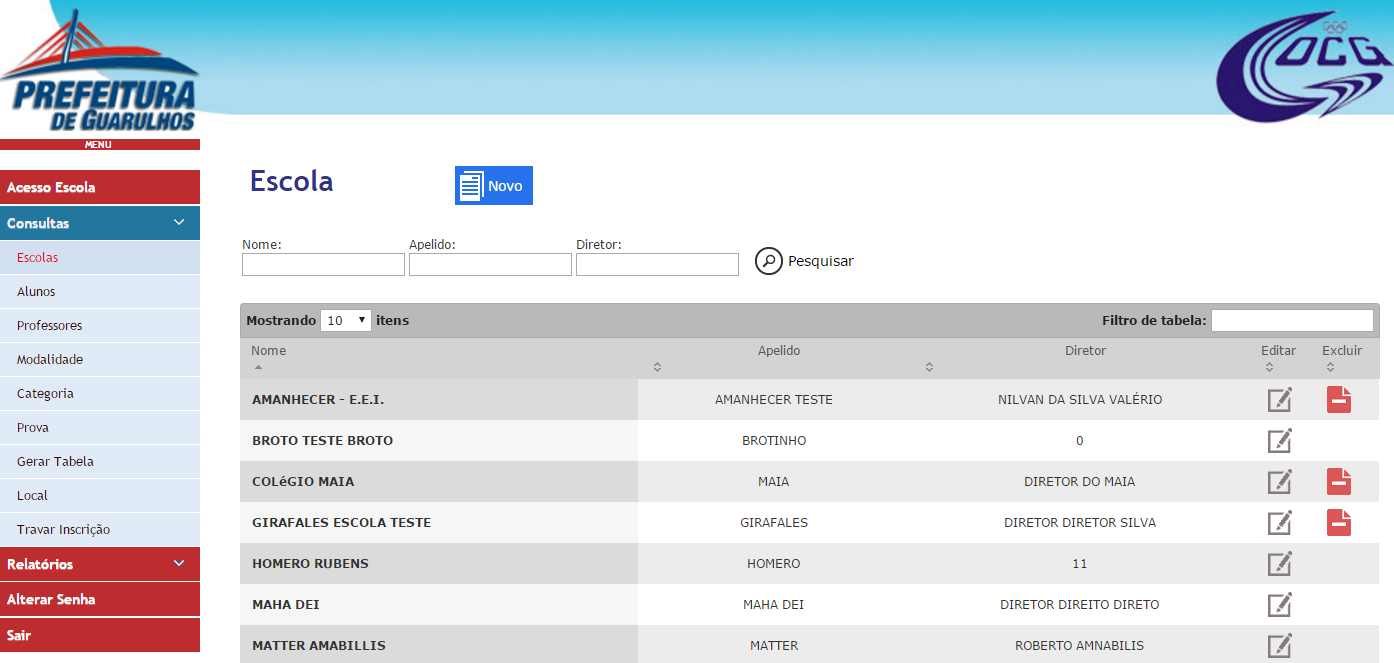 PREFEITURA
DE GUARULHOS
OCG
MENU
Acesso Escola
Consultas
Escolas
Alunos
Professores
Modalidade
Categoria
Prova
Gerar Tabela
Local
Travar Inscrição
Relatórios
Alterar Senha
Sair
Escola
Novo
Nome: Apelido: Diretor:
Pesquisar
Mostrando 10 itens Filtro de tabela:
Nome Apelido Diretor Editar Excluir
AMANHECER - E.E.I. AMANHECER TESTE NILVAN DA SILVA VALÉRIO
BROTO TESTE BROTO BROTINHO 0
COLéGIO MAIA MAIA DIRETOR DO MAIA
GIRAFALES ESCOLA TESTE GIRAFALES DIRETOR DIRETOR SILVA
HOMERO RUBENS HOMERO 11
MAHA DEI MAHA DEI DIRETOR DIREITO DIRETO
MATTER AMABILLIS MATTER ROBERTO AMNABILIS